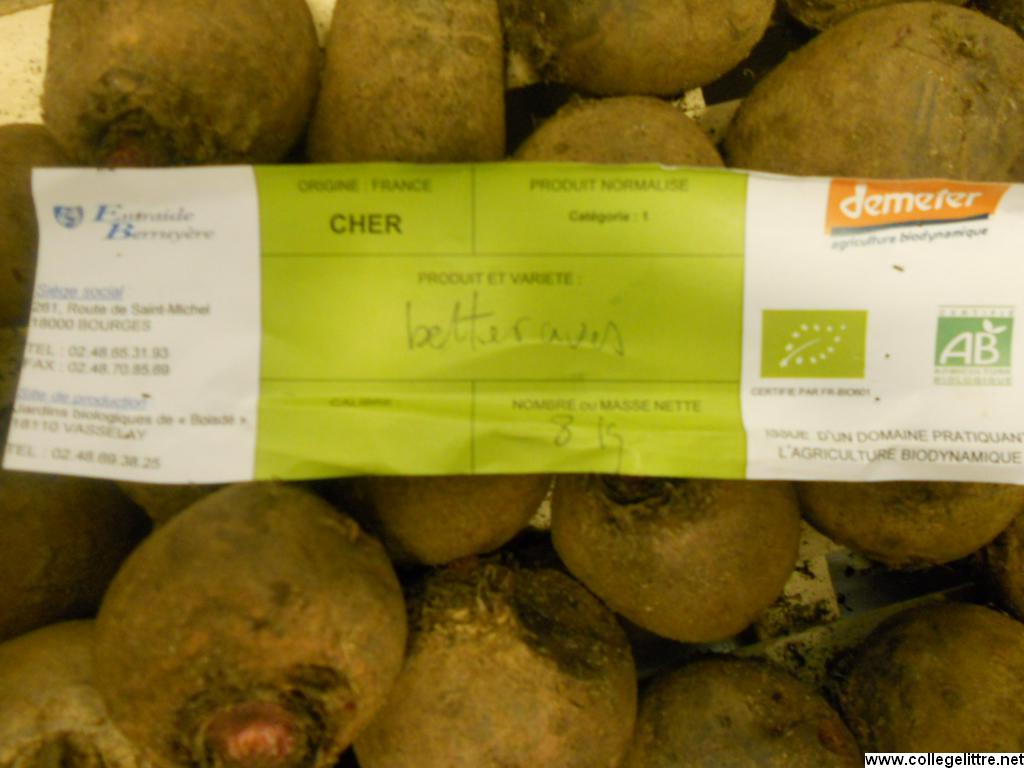 Entraide
Berruyère
Siège social
261, Route de Saint-Michel
18000 BOURGES
TEL : 02.48.65.31.93
FAX : 02.48.70.85.69
Site de production
Jardins biologiques de « Boiadé »
18110 VASSELAY
TEL : 02.48.69.38.25
ORIGINE : FRANCE
CHER
PRODUIT NORMALISE
Catégorie : 1
PRODUIT ET VARIETE :
betteraves
CALIBRE :
NOMBRE ou MASSE NETTE
8 kg
demeter
agriculture biodynamique
CERTIFIE PAR FR-BIO01
CERTIFIÉ
AB
AGRICULTURE
BIOLOGIQUE
ISSUE D'UN DOMAINE PRATIQUANT
L'AGRICULTURE BIODYNAMIQUE
www.collegelittre.net